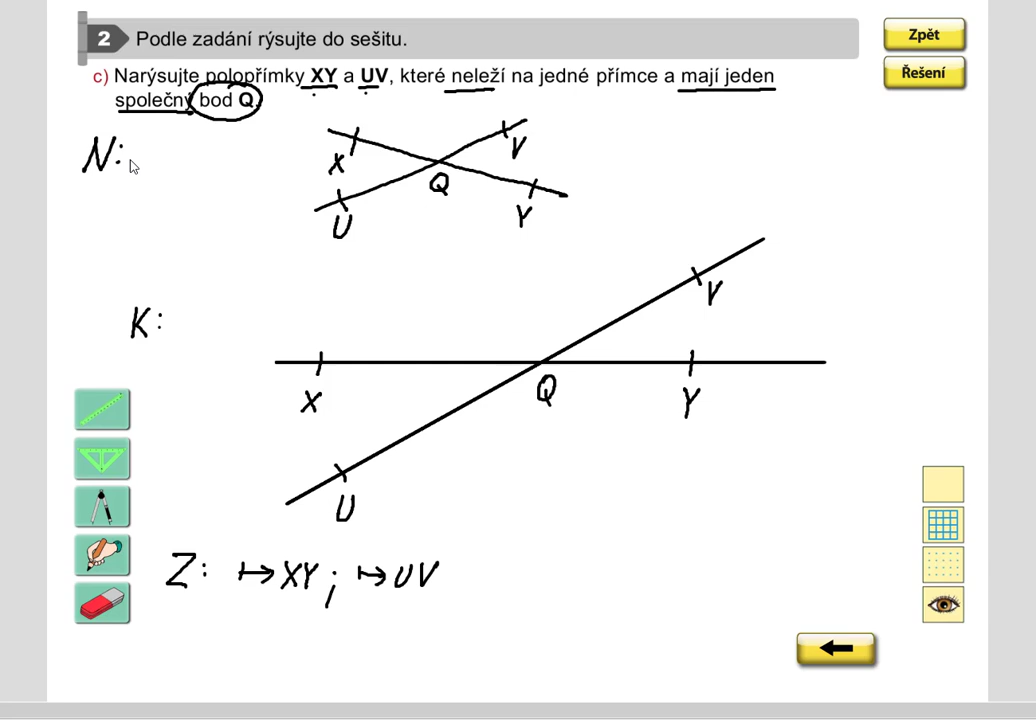 2 Podle zadání rýsujte do sešitu.
Zpět
Řešení
c) Narýsujte polopřímky XY a UV, které neleží na jedné přímce a mají jeden
společný bod Q.
N:
X
V
Q
U
Y
K:
V
X
Q
Y
U
Z: ↦XY; ↦UV